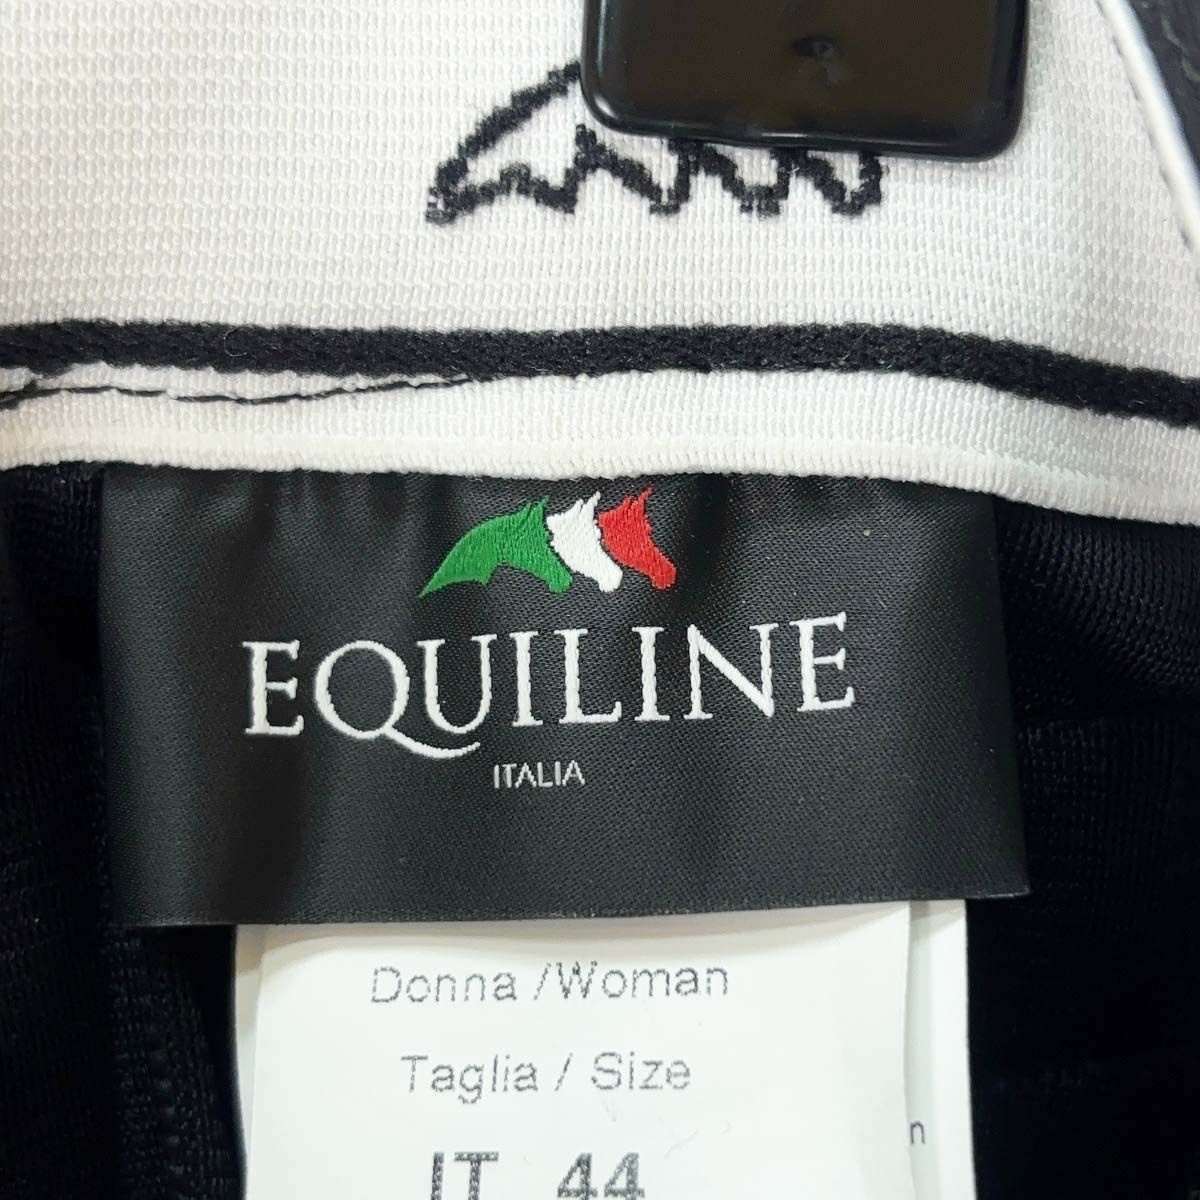 EQUILINE
ITALIA
Donna /Woman
Taglia / Size
IT 44
n